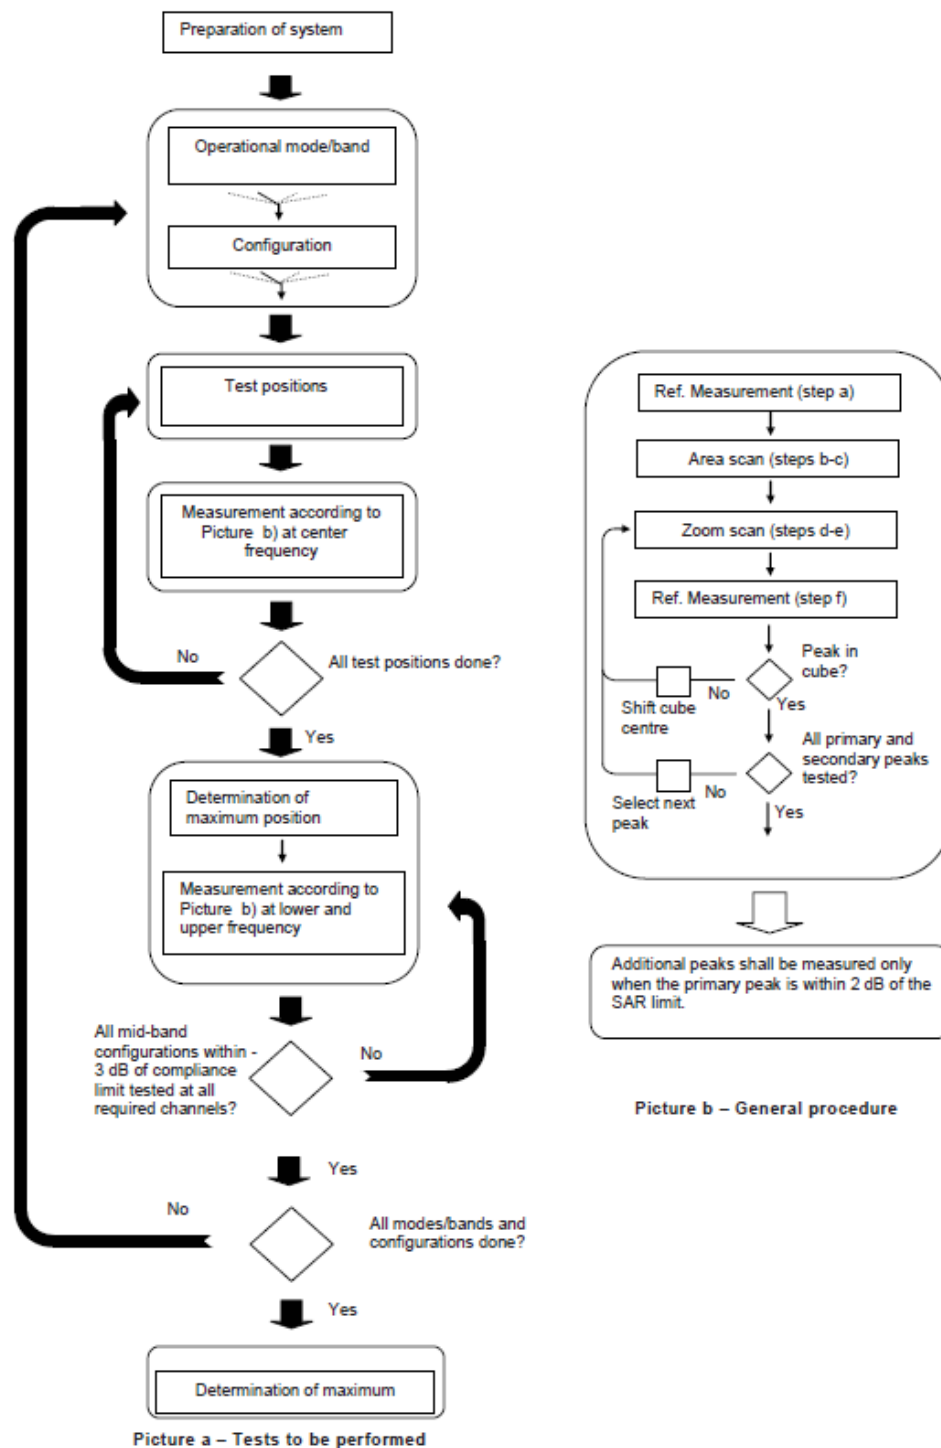 Preparation of system
Operational mode/band
Configuration
Test positions
Measurement according to
Picture b) at center
frequency
No
All test positions done?
Yes
Determination of
maximum position
Measurement according to
Picture b) at lower and
upper frequency
All mid-band
configurations within -
3 dB of compliance
limit tested at all
required channels?
No
Yes
No
All modes/bands and
configurations done?
Yes
Determination of maximum
Picture a – Tests to be performed
Ref. Measurement (step a)
Area scan (steps b-c)
Zoom scan (steps d-e)
Ref. Measurement (step f)
Peak in
cube?
No
Shift cube
centre
Yes
All primary and
secondary peaks
tested?
No
Select next
peak
Yes
Additional peaks shall be measured only
when the primary peak is within 2 dB of the
SAR limit.
Picture b – General procedure